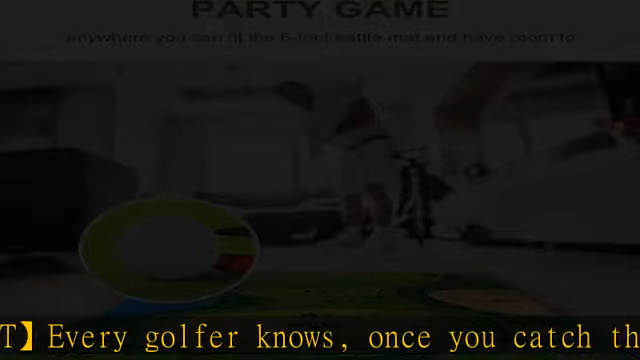 PARTY GAME
anywhere you can fit the 6-foot battle mat and have room to
T】Every golfer knows, once you catch th